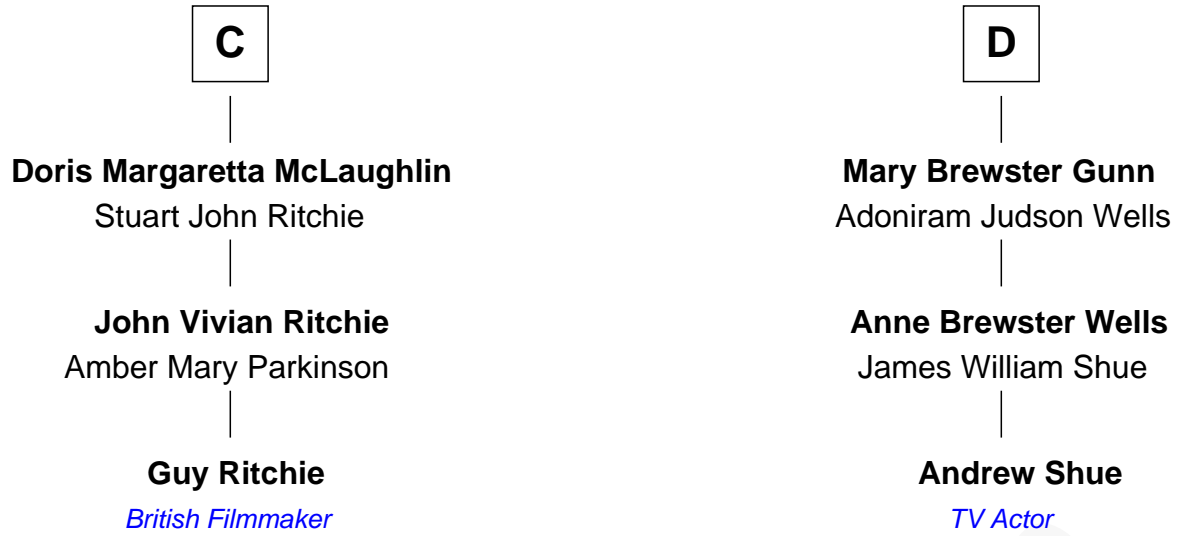 C
Doris Margaretta McLaughlin
Stuart John Ritchie
John Vivian Ritchie
Amber Mary Parkinson
Guy Ritchie
British Filmmaker
D
Mary Brewster Gunn
Adoniram Judson Wells
Anne Brewster Wells
James William Shue
Andrew Shue
TV Actor